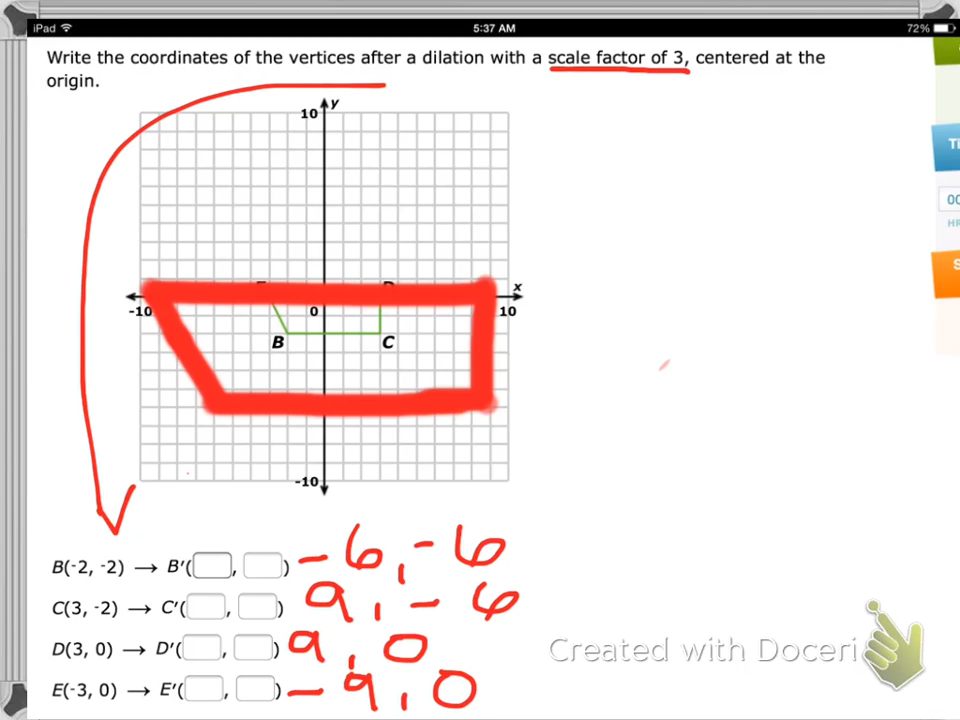 iPad 5:37 AM 72%
Write the coordinates of the vertices after a dilation with a scale factor of 3, centered at the
origin.
y
10
x
-10 0 10
B C
-10
B(-2, -2) → B′( , ) -6, -6
C(3, -2) → C′( , ) 9, -6
D(3, 0) → D′( , ) 9, 0
E(-3, 0) → E′( , ) -9, 0
Created with Doceri